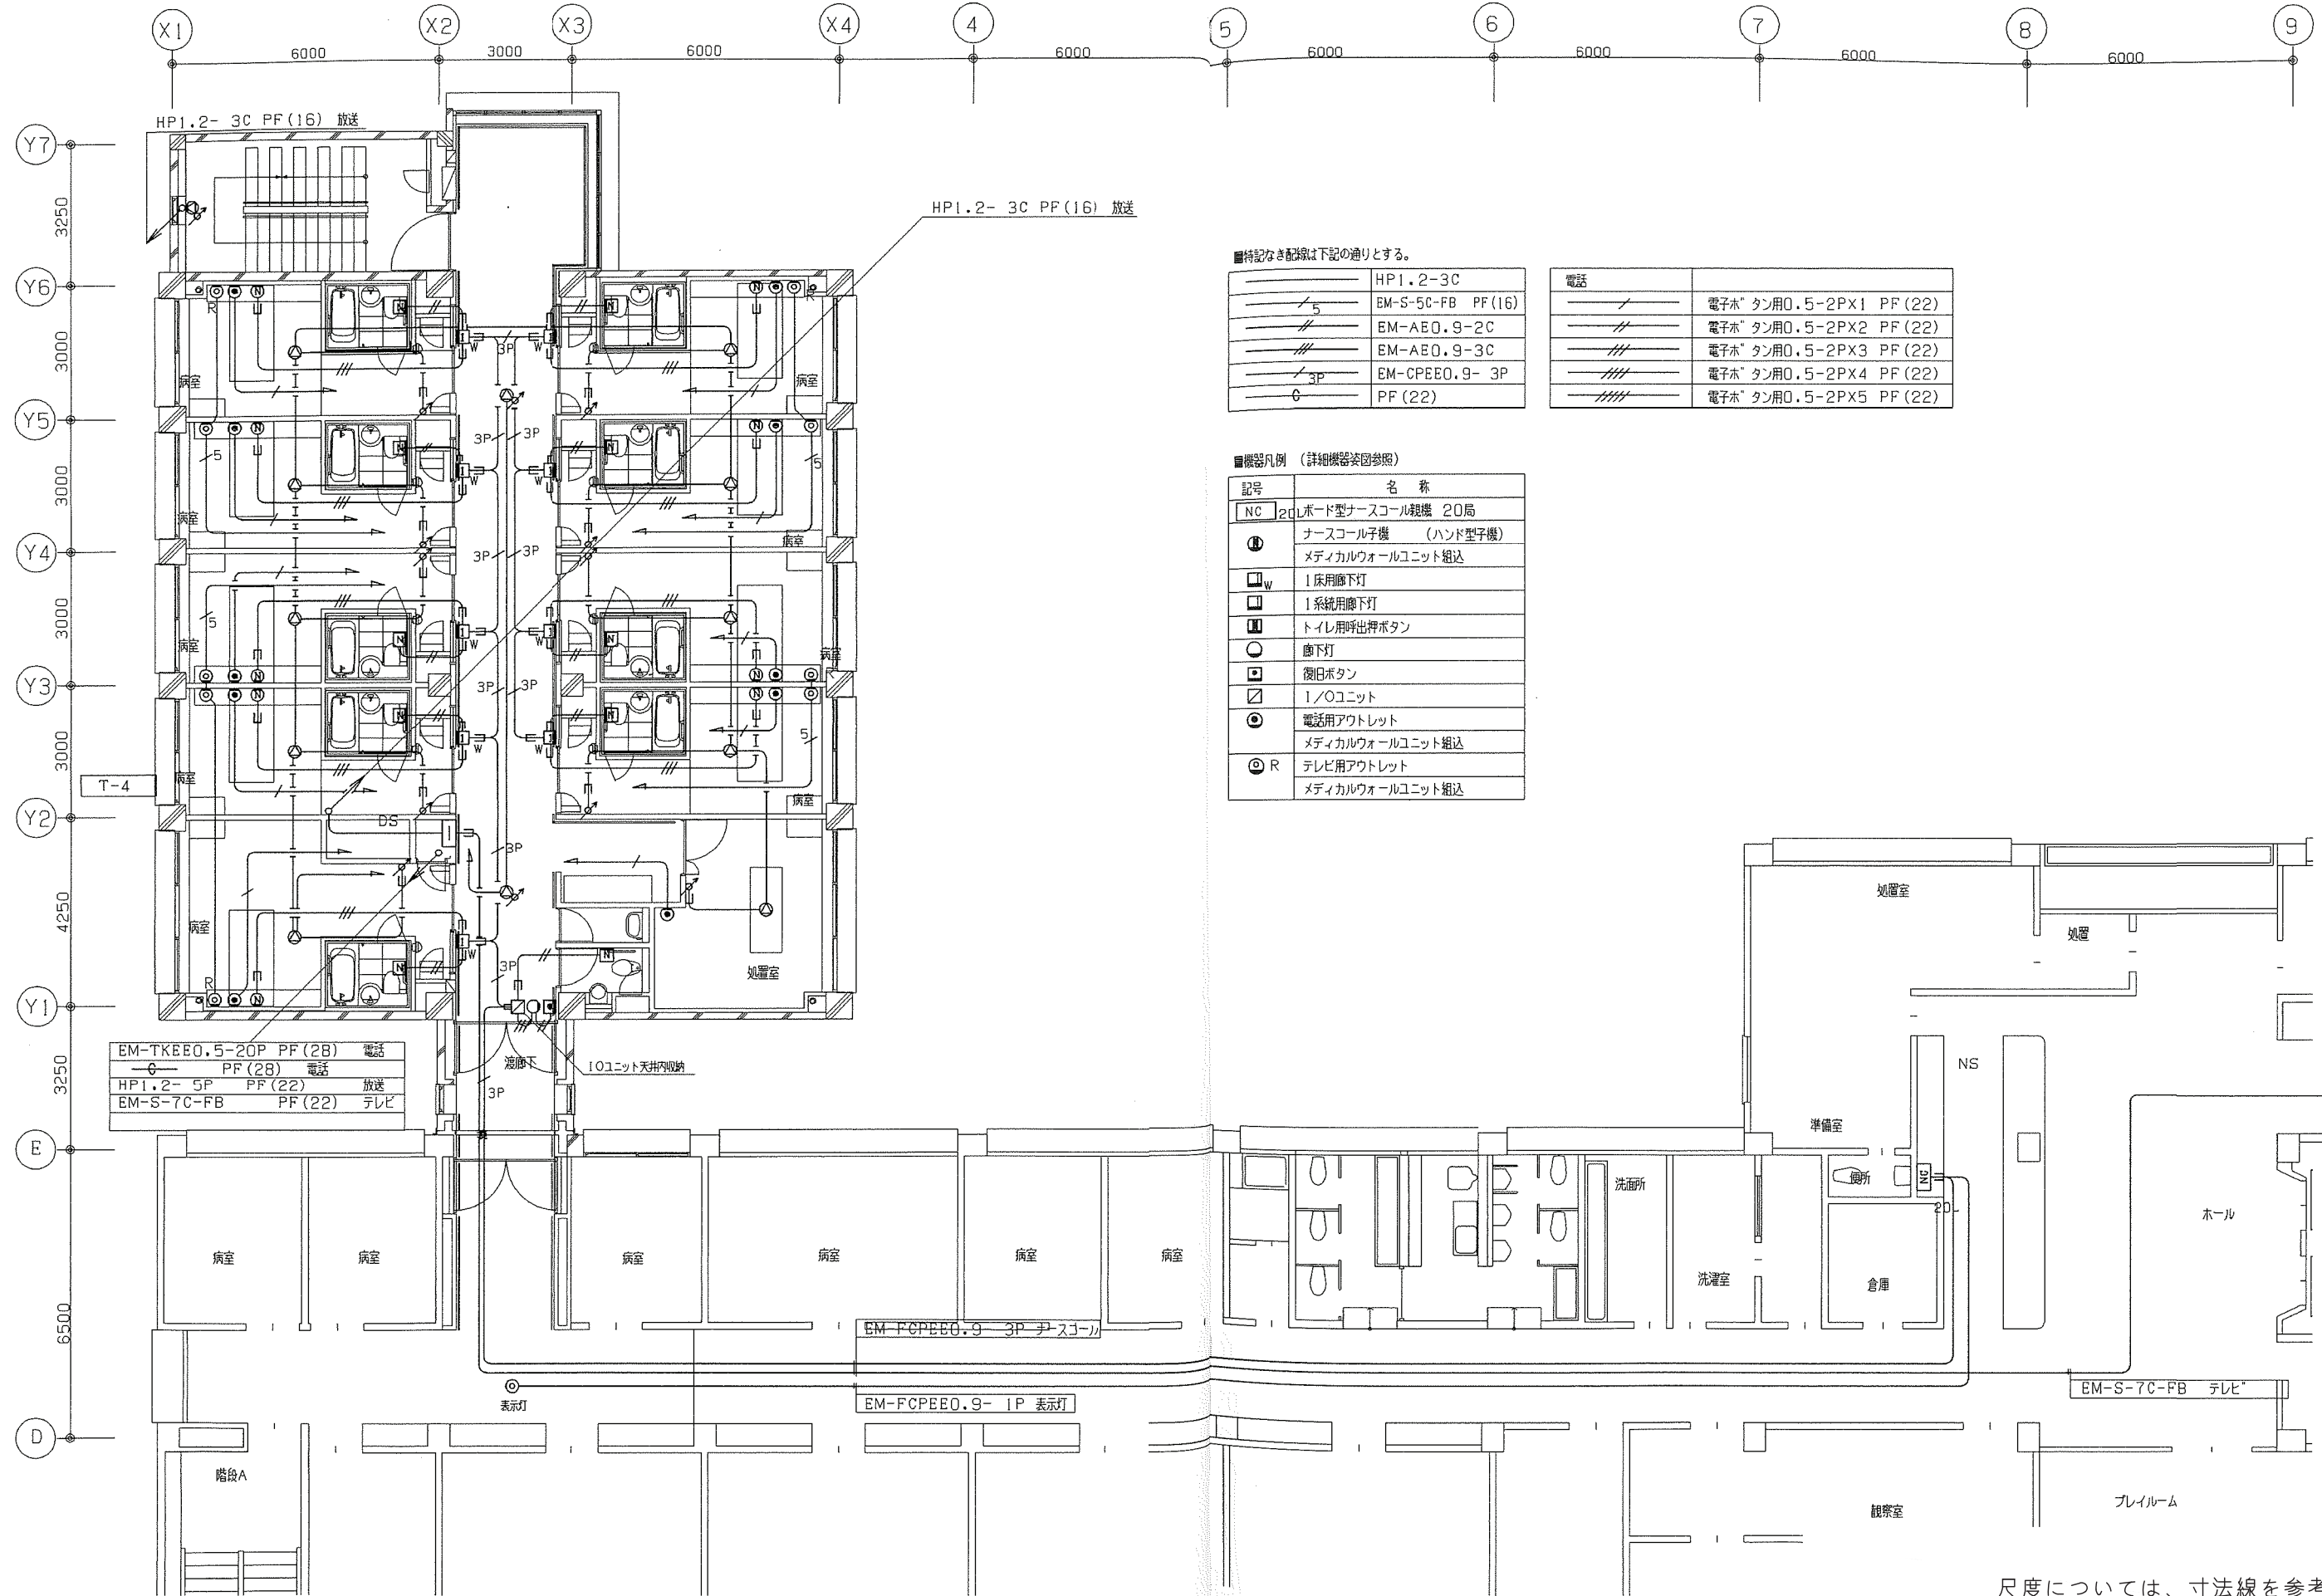 X1 X2 X3 X4 4 5 6 7 8 9
6000 3000 6000 6000 6000 6000 6000 6000
HP1.2- 3C PF(16) 放送
Y7
3250
HP1.2- 3C PF(16) 放送
Y6
3000
Y5
3000
Y4
3000
Y3
3000
Y2
4250
Y1
3250
E
6500
D
■特記なき配線は下記の通りとする。
HP1.2-3C
5 EM-S-5C-FB PF(16)
EM-AE0.9-2C
EM-AE0.9-3C
3P EM-CPEE0.9- 3P
C PF(22)
電話
電子ボタン用0.5-2PX1 PF(22)
電子ボタン用0.5-2PX2 PF(22)
電子ボタン用0.5-2PX3 PF(22)
電子ボタン用0.5-2PX4 PF(22)
電子ボタン用0.5-2PX5 PF(22)
■機器凡例 (詳細機器姿図参照)
記号 名 称
NC 20L ボード型ナースコール親機 20局
N ナースコール子機 (ハンド型子機)
メディカルウォールユニット組込
W 1床用廊下灯
1系統用廊下灯
トイレ用呼出押ボタン
廊下灯
復旧ボタン
I/Oユニット
電話用アウトレット
メディカルウォールユニット組込
R テレビ用アウトレット
メディカルウォールユニット組込
R N N R
N N
W 3P W
病室 病室
N N
3P 3P
N N
5 5
W W
病室 病室
3P 3P
5
N N
W W
病室 病室
N N
N N
3P 3P
N N
W W
5
病室 病室
T-4
DS
3P
病室
N
W
R N
3P
N
処置室
渡廊下
IOユニット天井内収納
3P
EM-TKEE0.5-20P PF(28) 電話
C PF(28) 電話
HP1.2- 5P PF(22) 放送
EM-S-7C-FB PF(22) テレビ
処置室
処置
NS
準備室
便所
NC
20L
洗面所
ホール
病室 病室 病室 病室 病室 病室
洗濯室
倉庫
EM-FCPEE0.9- 3P ナースコール
表示灯
EM-FCPEE0.9- 1P 表示灯
EM-S-7C-FB テレビ
階段A
観察室
プレイルーム
尺度については、寸法線を参考